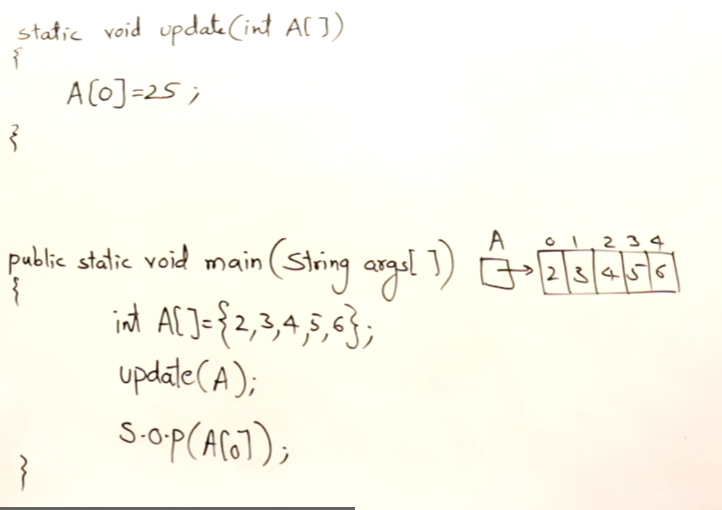 static void update(int A[])
{
A[0]=25;
}
public static void main(String args[])
{
int A[]={2,3,4,5,6};
update(A);
S.o.p(A[0]);
}
A
0 1 2 3 4
2 3 4 5 6